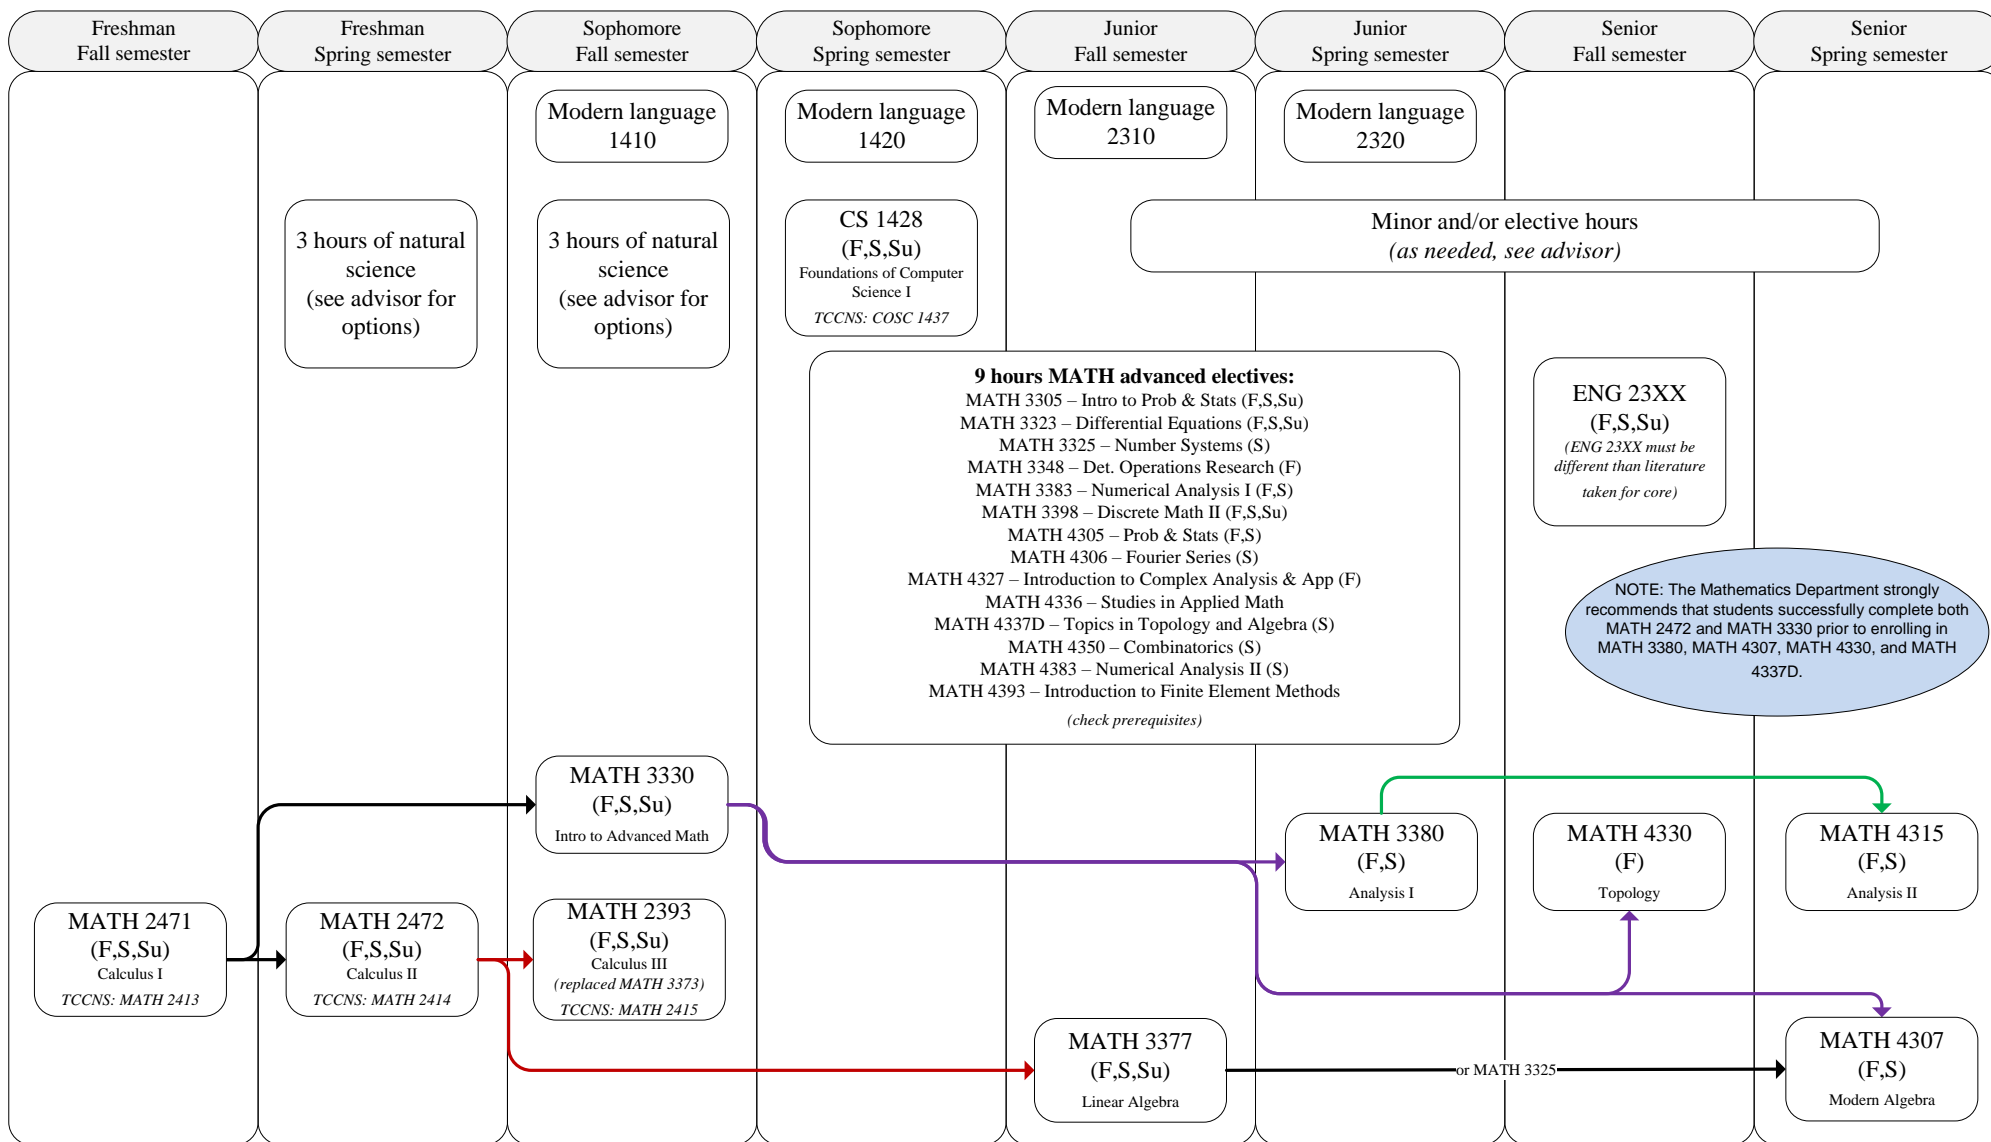 Freshman
Fall semester
Freshman
Spring semester
Sophomore
Fall semester
Sophomore
Spring semester
Junior
Fall semester
Junior
Spring semester
Senior
Fall semester
Senior
Spring semester
Modern language
1410
Modern language
1420
Modern language
2310
Modern language
2320
3 hours of natural
science
(see advisor for
options)
3 hours of natural
science
(see advisor for
options)
CS 1428
(F,S,Su)
Foundations of Computer
Science I
TCCNS: COSC 1437
Minor and/or elective hours
(as needed, see advisor)
9 hours MATH advanced electives:
MATH 3305 – Intro to Prob & Stats (F,S,Su)
MATH 3323 – Differential Equations (F,S,Su)
MATH 3325 – Number Systems (S)
MATH 3348 – Det. Operations Research (F)
MATH 3383 – Numerical Analysis I (F,S)
MATH 3398 – Discrete Math II (F,S,Su)
MATH 4305 – Prob & Stats (F,S)
MATH 4306 – Fourier Series (S)
MATH 4327 – Introduction to Complex Analysis & App (F)
MATH 4336 – Studies in Applied Math
MATH 4337D – Topics in Topology and Algebra (S)
MATH 4350 – Combinatorics (S)
MATH 4383 – Numerical Analysis II (S)
MATH 4393 – Introduction to Finite Element Methods
(check prerequisites)
ENG 23XX
(F,S,Su)
(ENG 23XX must be
different than literature
taken for core)
NOTE: The Mathematics Department strongly
recommends that students successfully complete both
MATH 2472 and MATH 3330 prior to enrolling in
MATH 3380, MATH 4307, MATH 4330, and MATH
4337D.
MATH 3330
(F,S,Su)
Intro to Advanced Math
MATH 3380
(F,S)
Analysis I
MATH 4330
(F)
Topology
MATH 4315
(F,S)
Analysis II
MATH 2471
(F,S,Su)
Calculus I
TCCNS: MATH 2413
MATH 2472
(F,S,Su)
Calculus II
TCCNS: MATH 2414
MATH 2393
(F,S,Su)
Calculus III
(replaced MATH 3373)
TCCNS: MATH 2415
MATH 3377
(F,S,Su)
Linear Algebra
or MATH 3325
MATH 4307
(F,S)
Modern Algebra